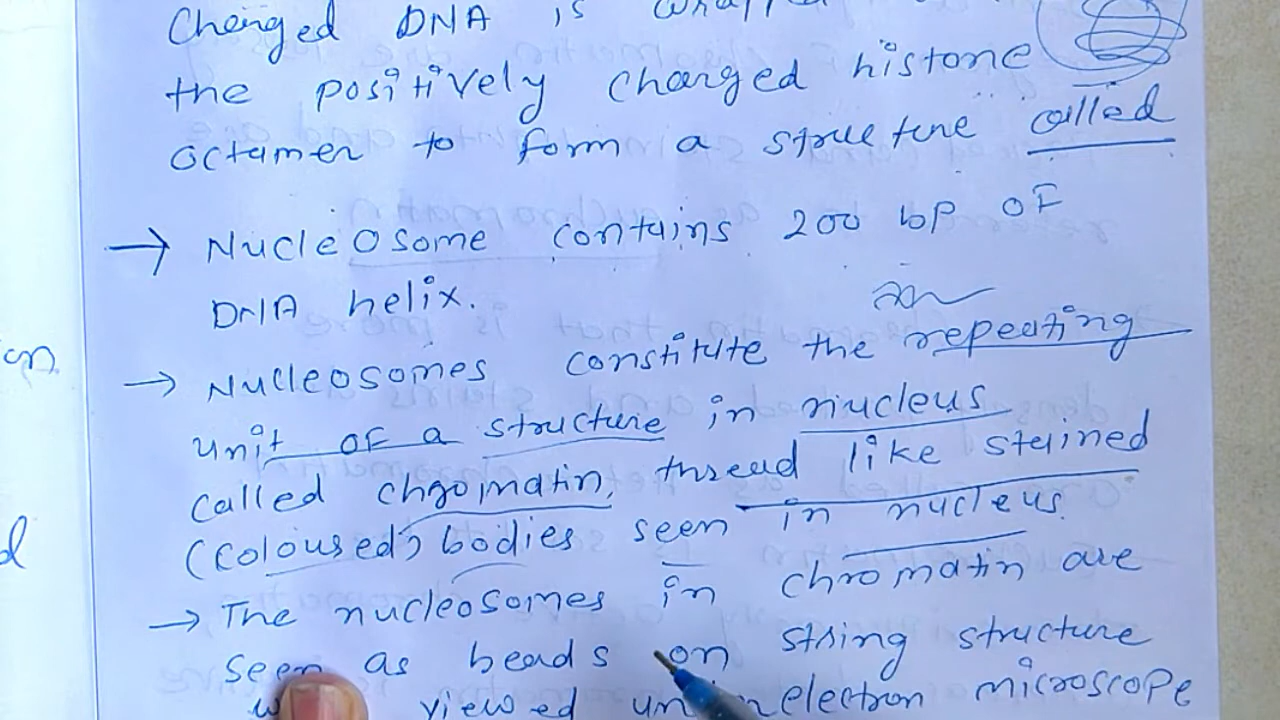 Charged DNA is
the positively charged histone
octamer to form a structure called
→ Nucleosome contains 200 bp of
DNA helix.
→ Nucleosomes constitute the repeating
unit of a structure in nucleus
called chromatin, thread like stained
(coloused) bodies seen in nucleus
→ The nucleosomes in chromatin are
seen as beads on string structure
viewed electron microscope